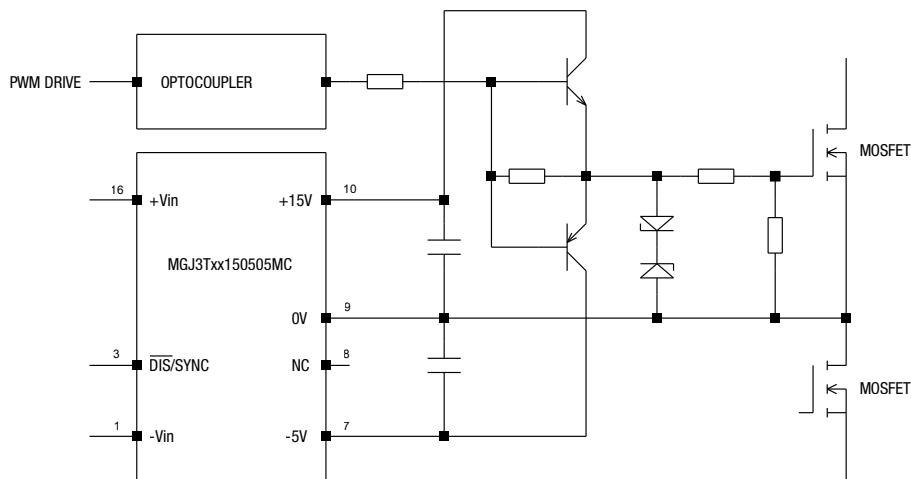 PWM DRIVE
OPTOCOUPLER
MOSFET
16
+Vin
+15V
10
MGJ3Txx150505MC
0V
9
3
DIS/SYNC
NC
8
MOSFET
1
-Vin
-5V
7